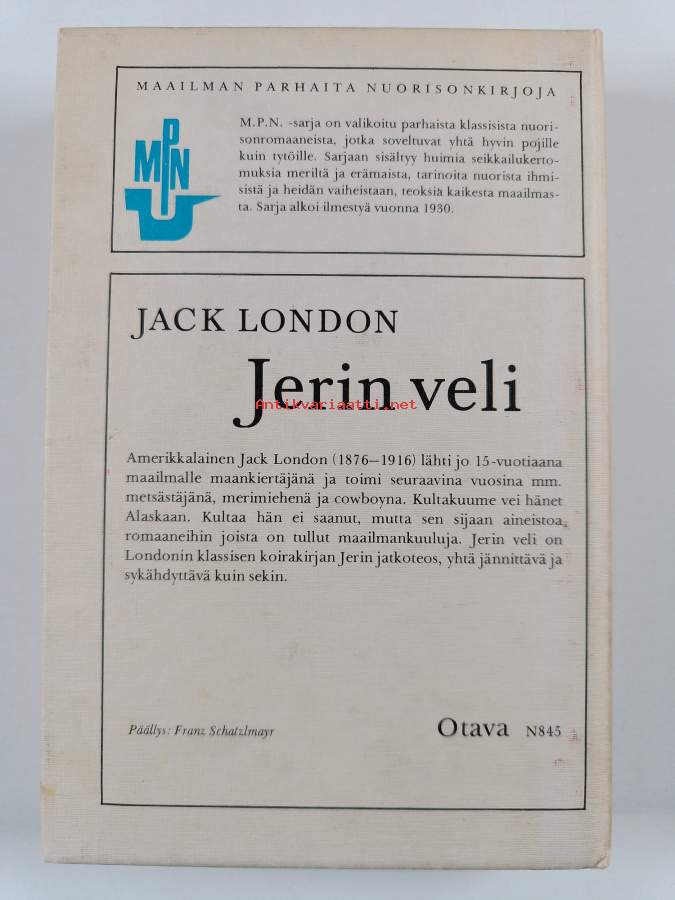 MAAILMAN PARHAITA NUORISONKIRJOJA
MPN
M.P.N. -sarja on valikoitu parhaista klassisista nuori-
sonromaaneista, jotka soveltuvat yhtä hyvin pojille
kuin tytöille. Sarjaan sisältyy huimia seikkailukerto-
muksia meriltä ja erämaista, tarinoita nuorista ihmi-
sistä ja heidän vaiheistaan, teoksia kaikesta maailmas-
ta. Sarja alkoi ilmestyä vuonna 1930.
JACK LONDON
Jerin veli
Antikvariaatti.net
Amerikkalainen Jack London (1876–1916) lähti jo 15-vuotiaana
maailmalle maankiertäjänä ja toimi seuraavina vuosina mm.
metsästäjänä, merimiehenä ja cowboyna. Kultakuume vei hänet
Alaskaan. Kultaa hän ei saanut, mutta sen sijaan aineistoa
romaaneihin joista on tullut maailmankuuluja. Jerin veli on
Londonin klassisen koirakirjan Jerin jatkoteos, yhtä jännittävä ja
sykähdyttävä kuin sekin.
Päällys: Franz Schatzlmayr
Otava N845